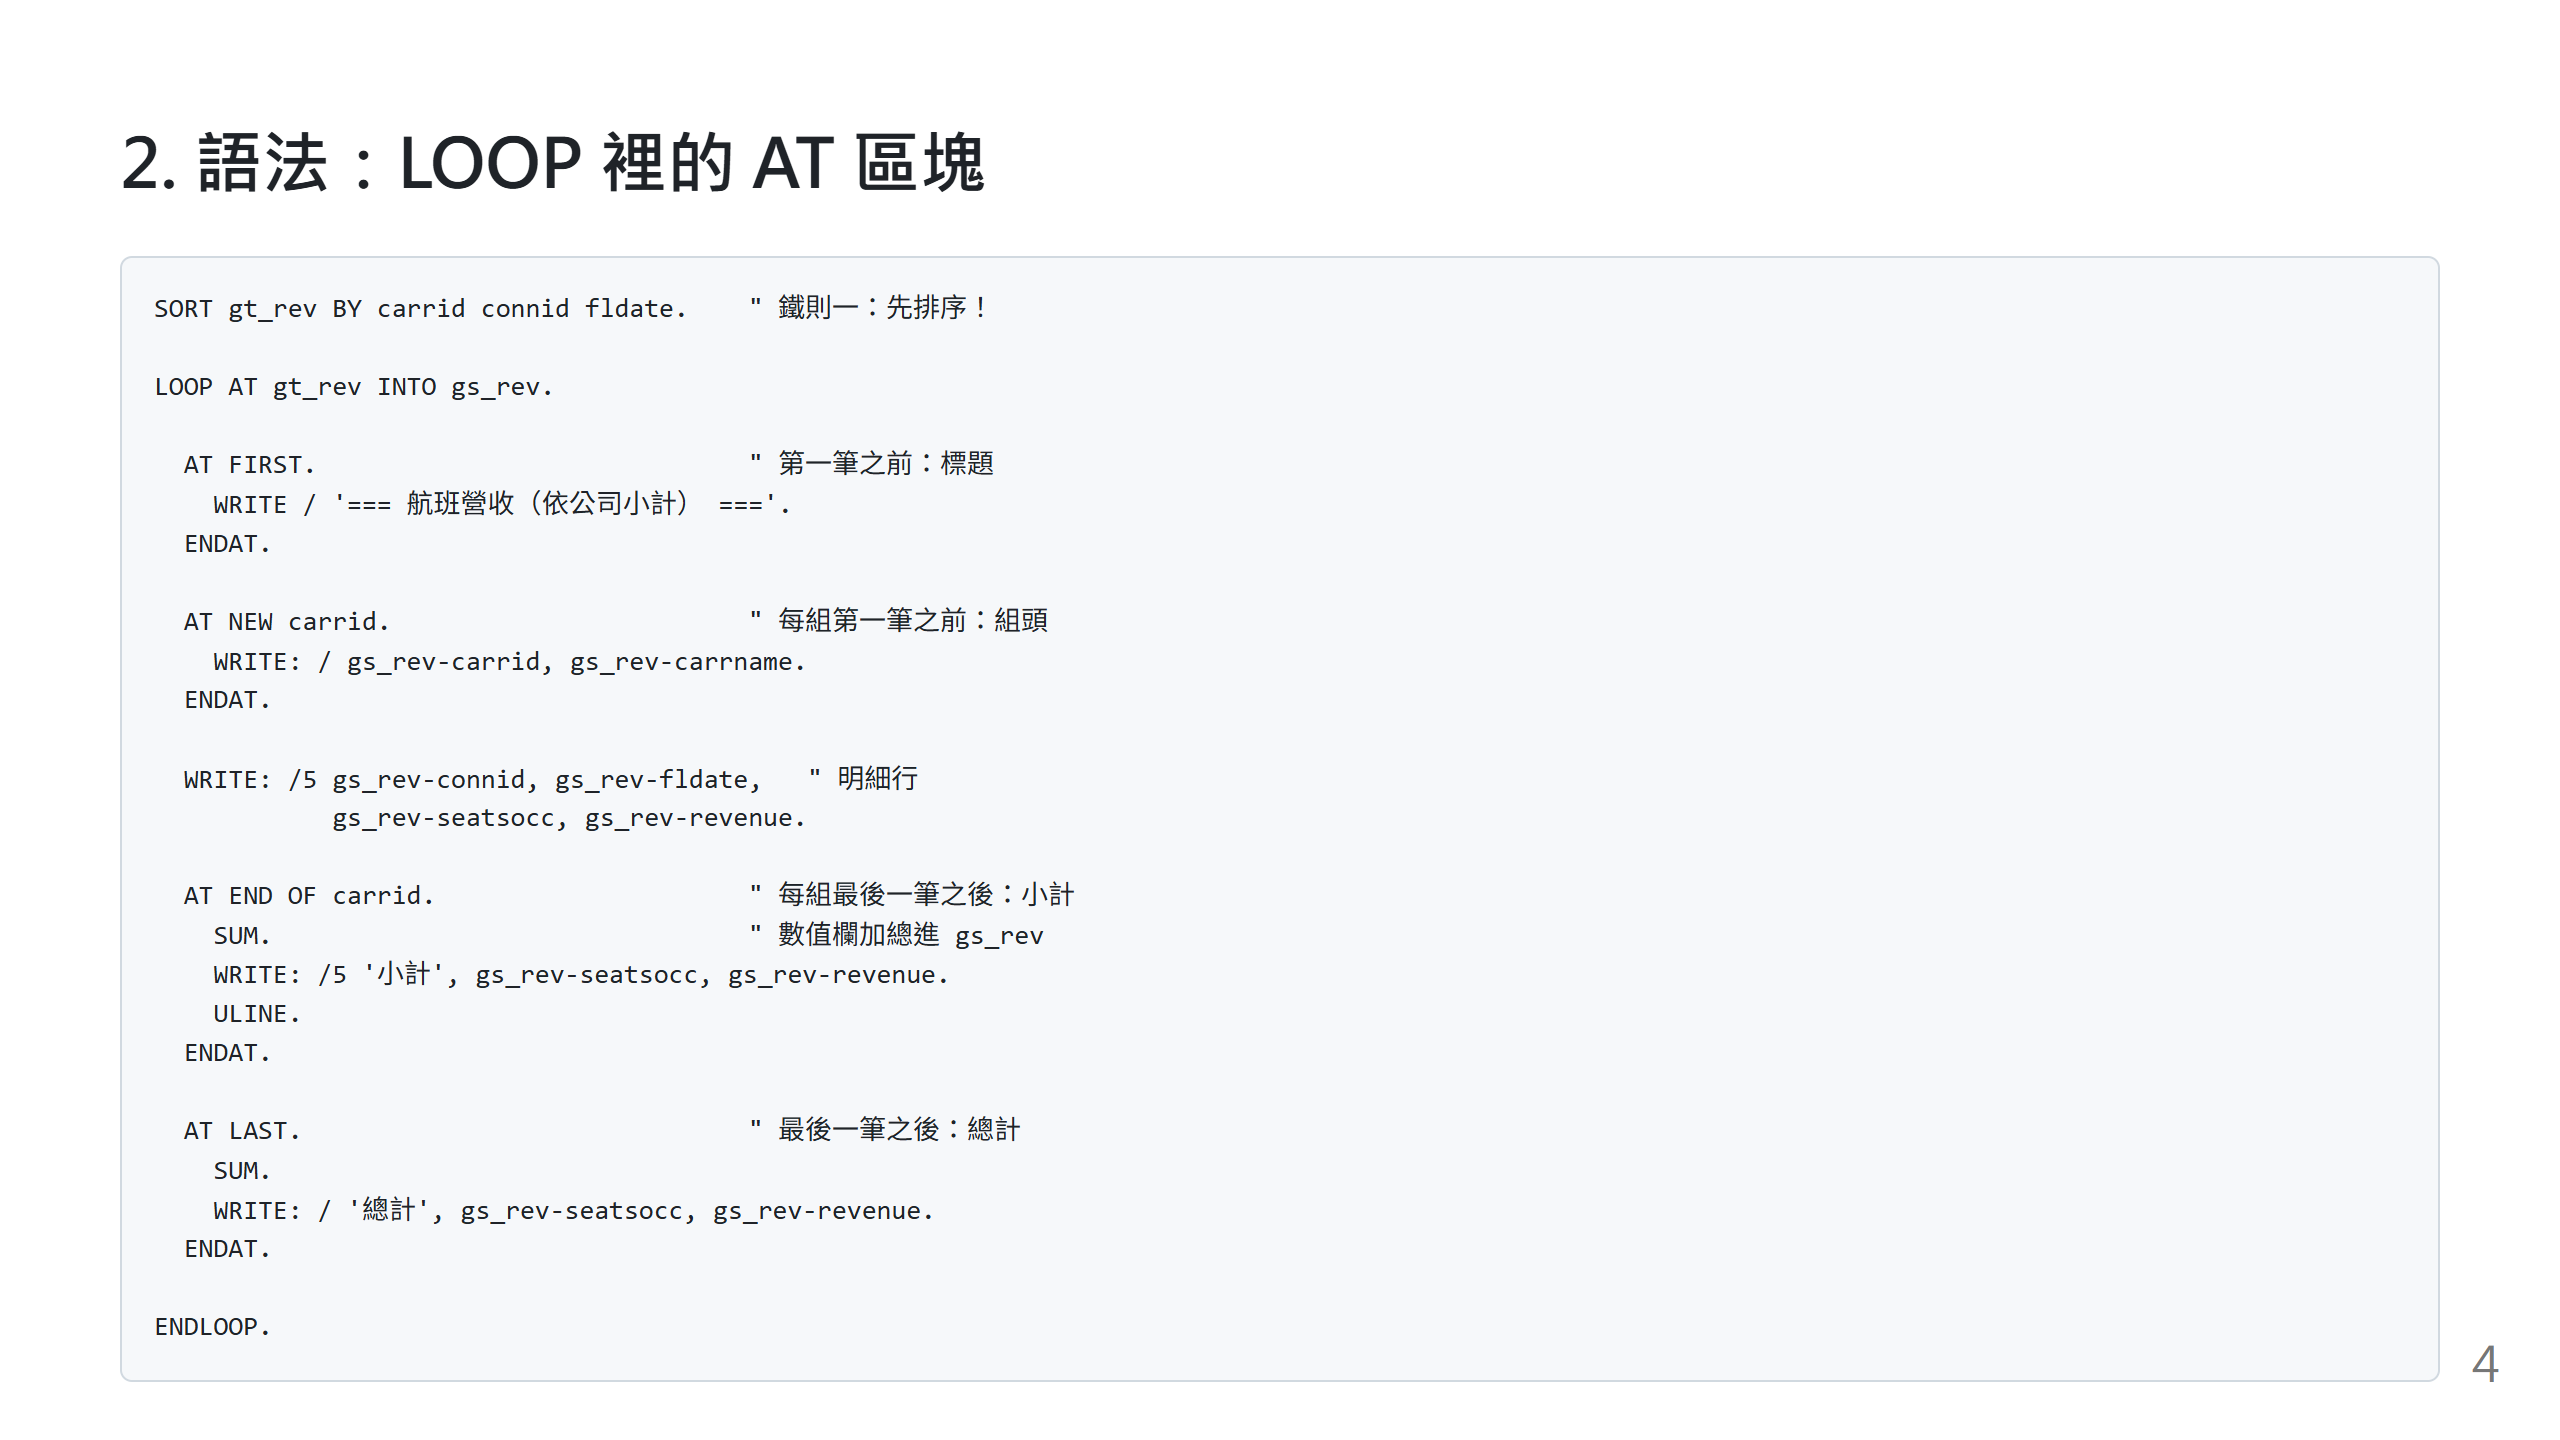 2. 語法：LOOP 裡的 AT 區塊
SORT gt_rev BY carrid connid fldate.    " 鐵則一：先排序！
LOOP AT gt_rev INTO gs_rev.
  AT FIRST.                             " 第一筆之前：標題
    WRITE / '=== 航班營收（依公司小計） ==='.
  ENDAT.
  AT NEW carrid.                        " 每組第一筆之前：組頭
    WRITE: / gs_rev-carrid, gs_rev-carrname.
  ENDAT.
  WRITE: /5 gs_rev-connid, gs_rev-fldate,   " 明細行
            gs_rev-seatsocc, gs_rev-revenue.
  AT END OF carrid.                     " 每組最後一筆之後：小計
    SUM.                                " 數值欄加總進 gs_rev
    WRITE: /5 '小計', gs_rev-seatsocc, gs_rev-revenue.
    ULINE.
  ENDAT.
  AT LAST.                              " 最後一筆之後：總計
    SUM.
    WRITE: / '總計', gs_rev-seatsocc, gs_rev-revenue.
  ENDAT.
ENDLOOP.
4